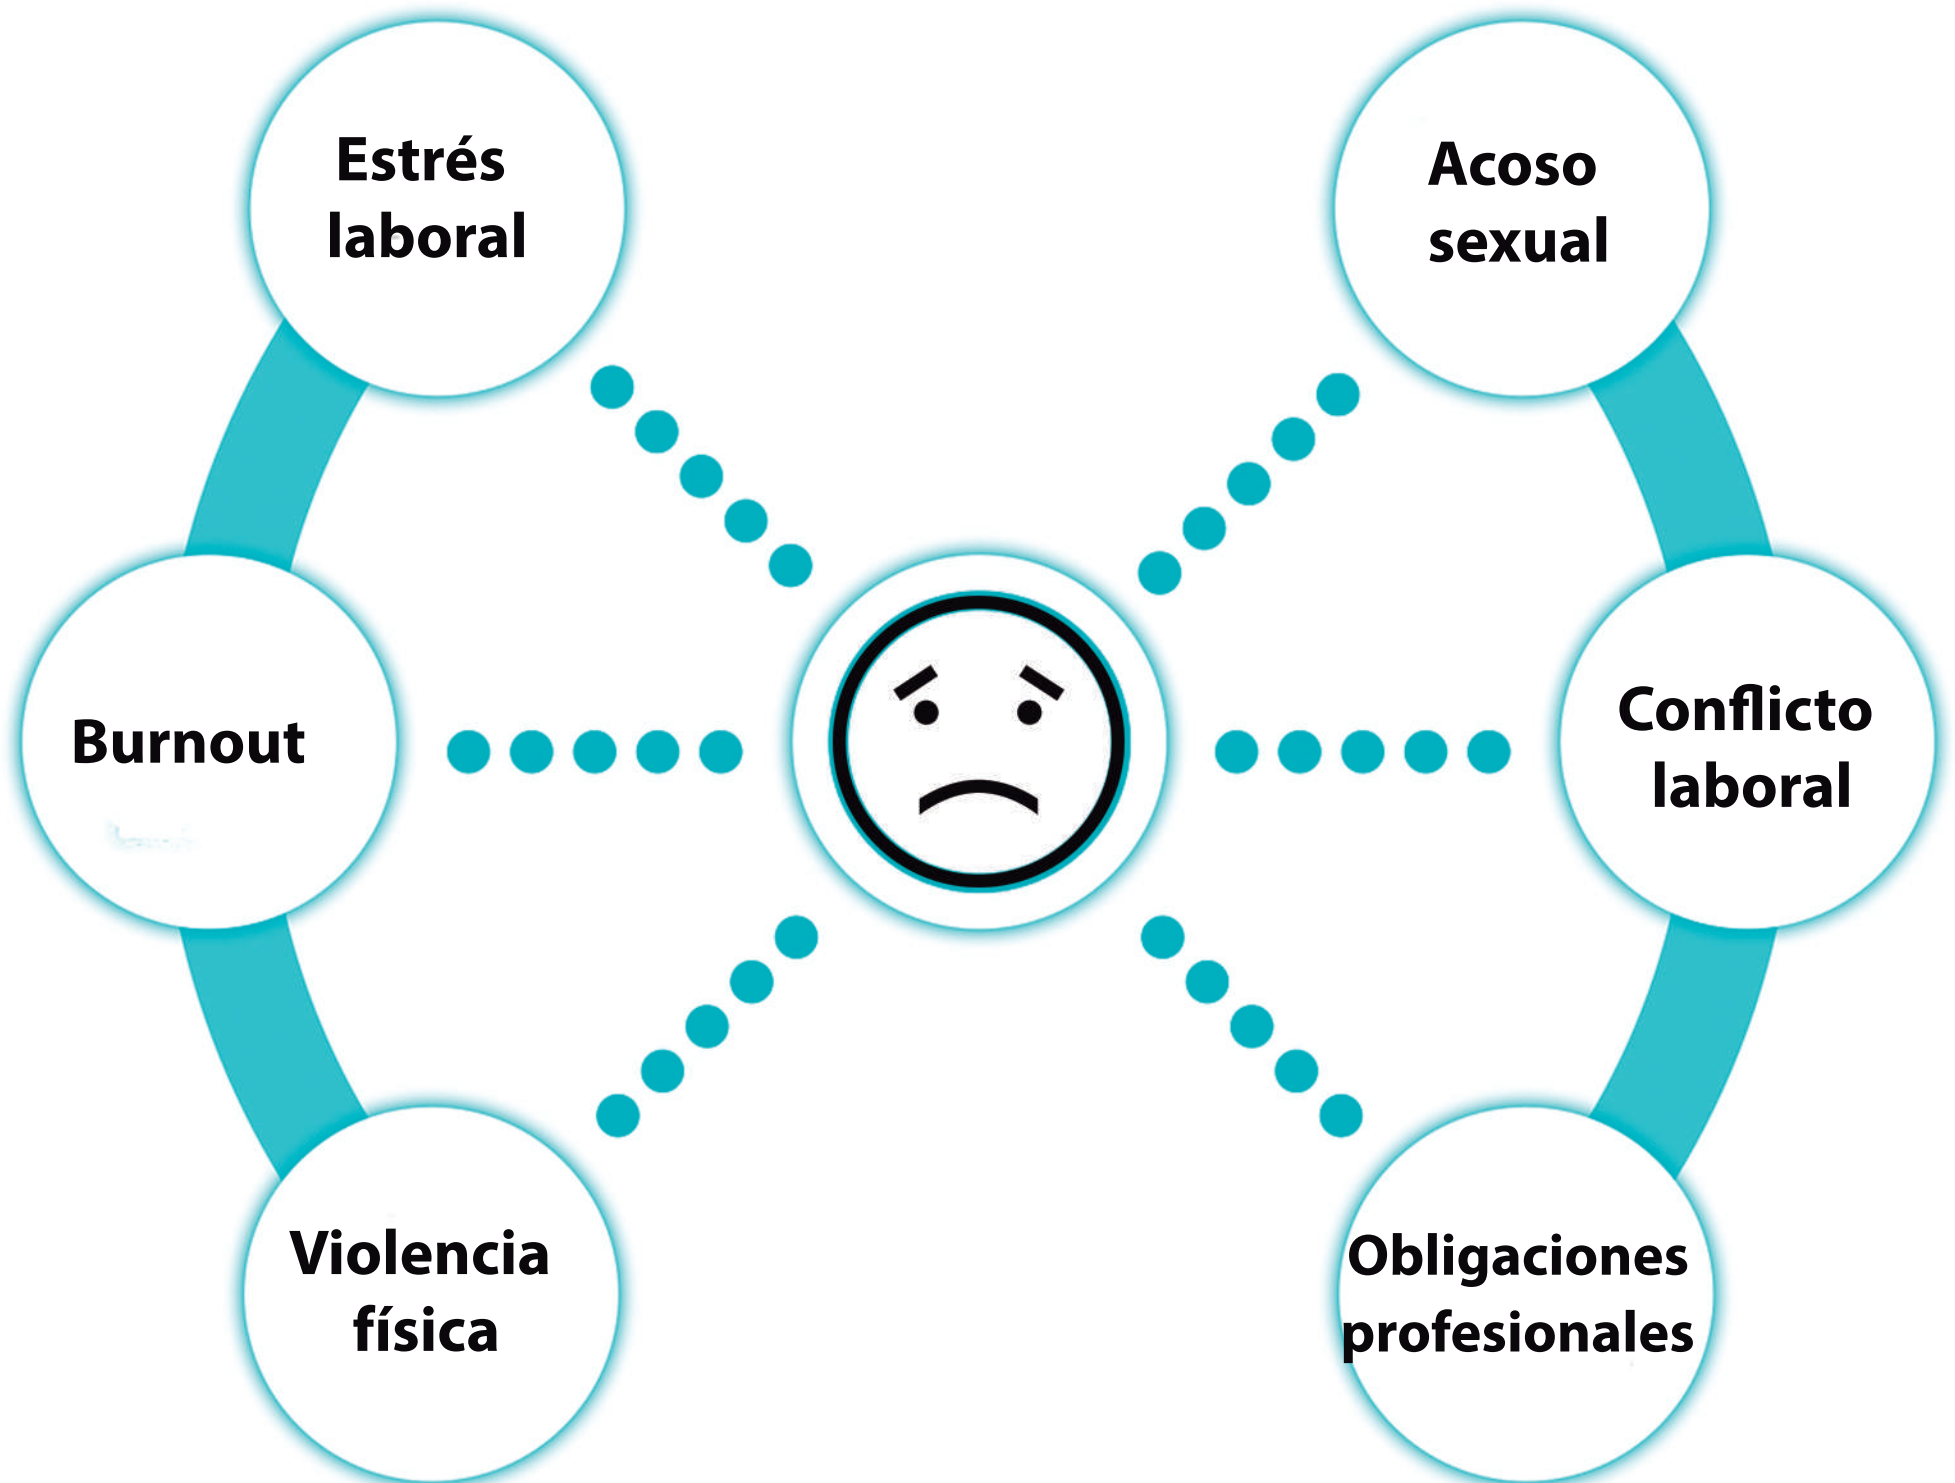 Estrés
laboral
Acoso
sexual
Burnout
Conflicto
laboral
Violencia
física
Obligaciones
profesionales